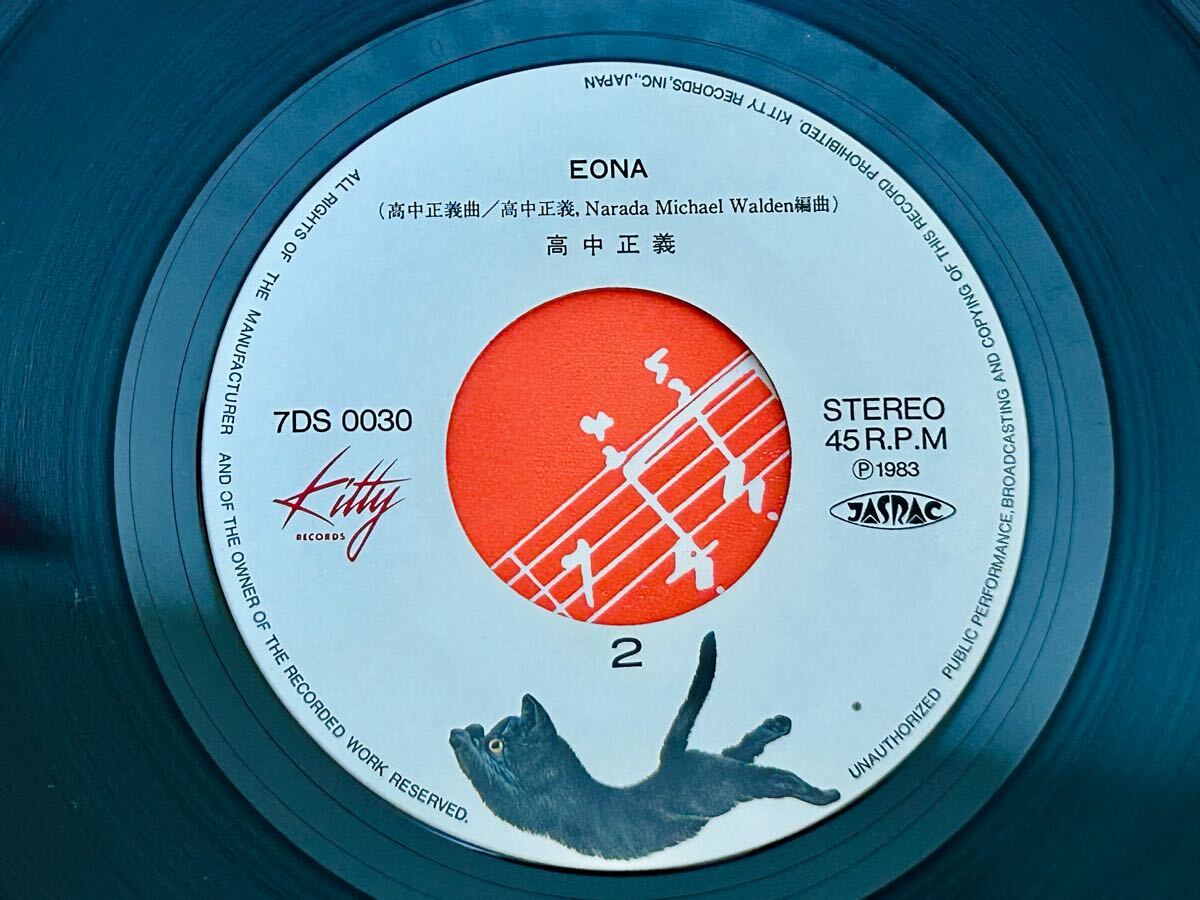 EONA
(高中正義曲／高中正義, Narada Michael Walden編曲)
高中正義
7DS 0030
Kitty
RECORDS
STEREO
45 R.P.M
Ⓟ1983
JASRAC
2
ALL RIGHTS OF THE MANUFACTURER AND OF THE OWNER OF THE RECORDED WORK RESERVED. UNAUTHORIZED PUBLIC PERFORMANCE, BROADCASTING AND COPYING OF THIS RECORD PROHIBITED. KITTY RECORDS, INC., JAPAN